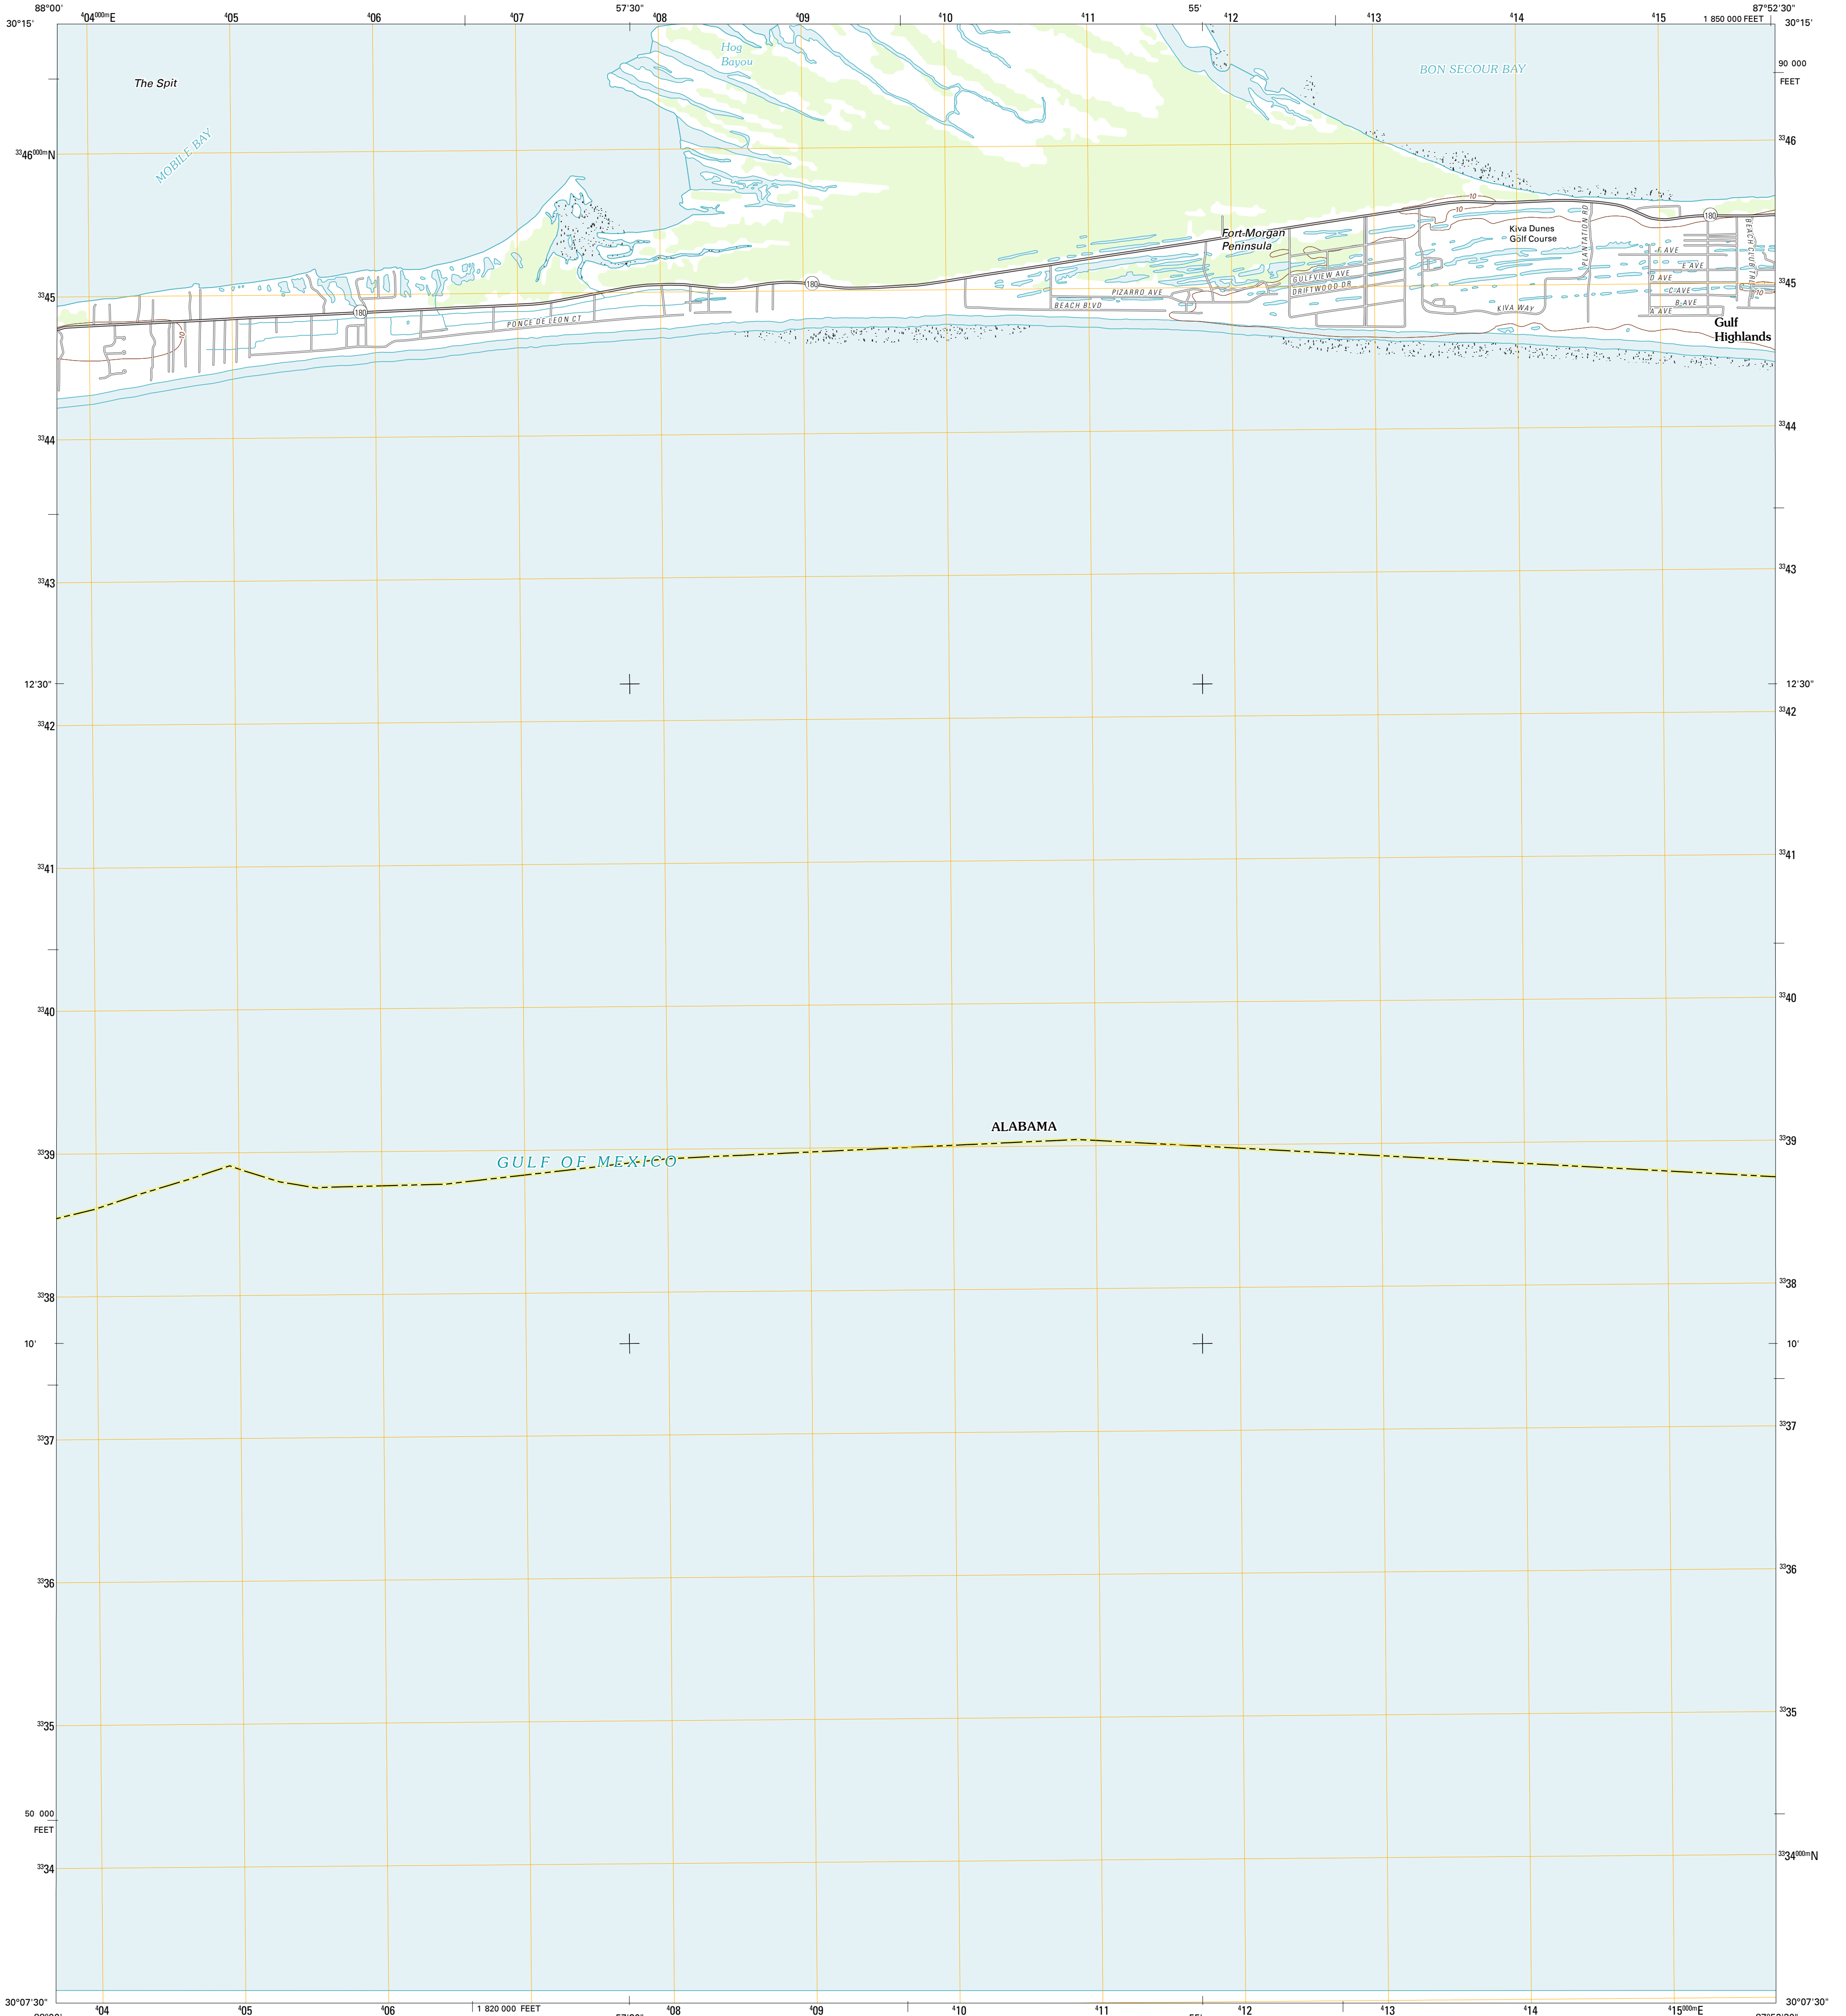 88°00'
⁴04⁰⁰⁰ᵐE
⁴05
⁴06
⁴07
57'30"
⁴08
⁴09
⁴10
⁴11
55'
⁴12
⁴13
⁴14
⁴15
1 850 000 FEET
87°52'30"
30°15'
30°15'
Hog
Bayou
90 000
FEET
BON SECOUR BAY
The Spit
MOBILE BAY
³³46⁰⁰⁰ᵐN
³³46
10
10
180
Fort Morgan
Peninsula
Kiva Dunes
Golf Course
PLANTATION RD
BEACH CLUB TRL
F AVE
E AVE
D AVE
C AVE
B AVE
A AVE
GULFVIEW AVE
DRIFTWOOD DR
PIZARRO AVE
BEACH BLVD
KIVA WAY
10
180
180
PONCE DE LEON CT
10
³³45
³³45
Gulf
Highlands
³³44
³³44
³³43
³³43
12'30"
12'30"
³³42
³³42
³³41
³³41
³³40
³³40
ALABAMA
³³39
³³39
GULF OF MEXICO
³³38
³³38
10'
10'
³³37
³³37
³³36
³³36
³³35
³³35
50 000
FEET
³³34
³³34⁰⁰⁰ᵐN
30°07'30"
30°07'30"
⁴04
⁴05
⁴06
1 820 000 FEET
⁴08
⁴09
⁴10
⁴11
⁴12
⁴13
⁴14
⁴15⁰⁰⁰ᵐE